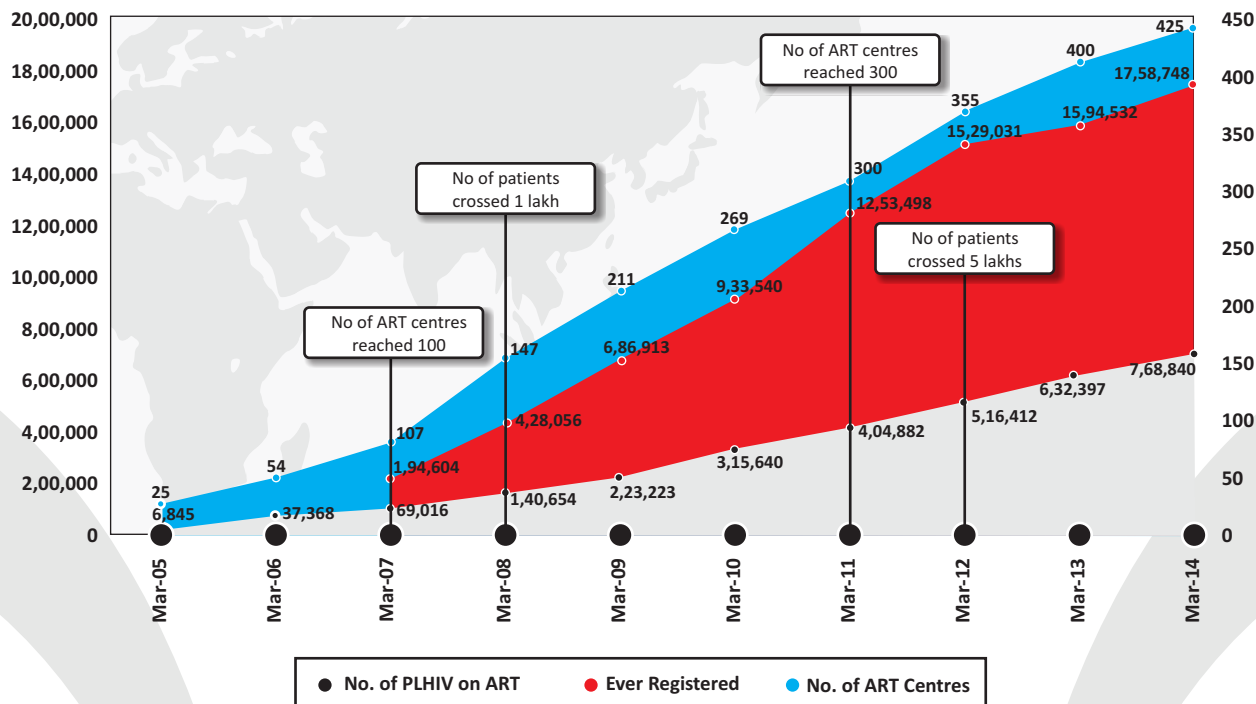 20,00,000
18,00,000
16,00,000
14,00,000
12,00,000
10,00,000
8,00,000
6,00,000
4,00,000
2,00,000
0
450
400
350
300
250
200
150
100
50
0
No of ART centres
reached 100
No of patients
crossed 1 lakh
No of ART centres
reached 300
No of patients
crossed 5 lakhs
25
54
107
147
211
269
300
355
400
425
1,94,604
4,28,056
6,86,913
9,33,540
12,53,498
15,29,031
15,94,532
17,58,748
6,845
37,368
69,016
1,40,654
2,23,223
3,15,640
4,04,882
5,16,412
6,32,397
7,68,840
Mar-05
Mar-06
Mar-07
Mar-08
Mar-09
Mar-10
Mar-11
Mar-12
Mar-13
Mar-14
No. of PLHIV on ART
Ever Registered
No. of ART Centres